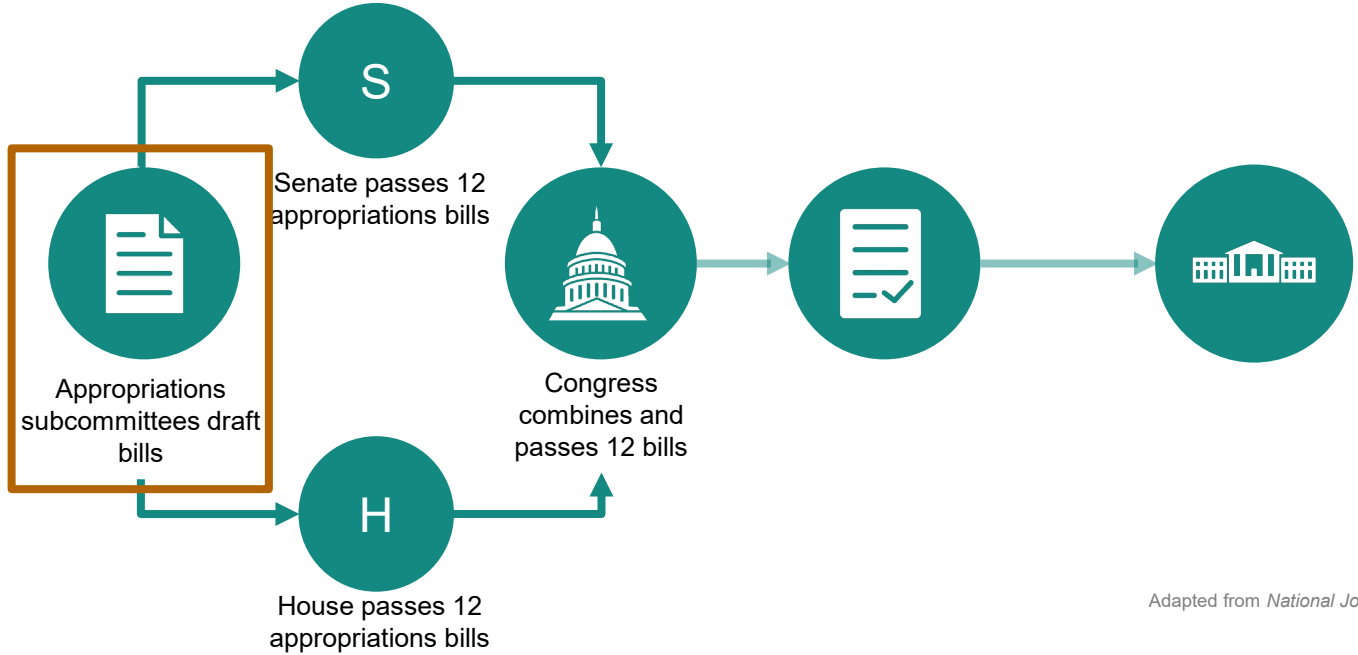 S
Senate passes 12
appropriations bills
Appropriations
subcommittees draft
bills
Congress
combines and
passes 12 bills
H
House passes 12
appropriations bills
Adapted from National Jo